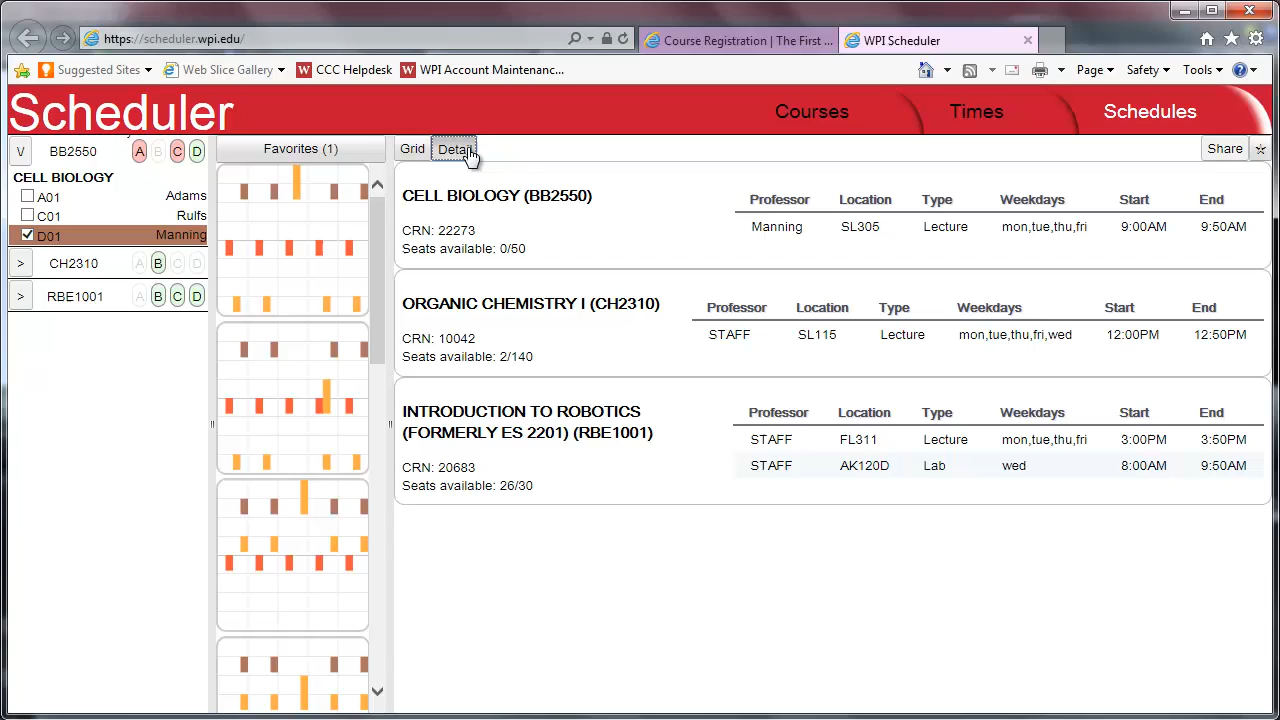 https://scheduler.wpi.edu/
Course Registration | The First ...
WPI Scheduler
Suggested Sites
Web Slice Gallery
CCC Helpdesk
WPI Account Maintenanc...
Page
Safety
Tools
Scheduler
Courses
Times
Schedules
V BB2550 A B C D
Favorites (1)
Grid
Detail
Share
CELL BIOLOGY
A01 Adams
C01 Rulfs
D01 Manning
> CH2310 A B C D
> RBE1001 A B C D
CELL BIOLOGY (BB2550)
CRN: 22273
Seats available: 0/50
Professor Location Type Weekdays Start End
Manning SL305 Lecture mon,tue,thu,fri 9:00AM 9:50AM
ORGANIC CHEMISTRY I (CH2310)
CRN: 10042
Seats available: 2/140
Professor Location Type Weekdays Start End
STAFF SL115 Lecture mon,tue,thu,fri,wed 12:00PM 12:50PM
INTRODUCTION TO ROBOTICS
(FORMERLY ES 2201) (RBE1001)
CRN: 20683
Seats available: 26/30
Professor Location Type Weekdays Start End
STAFF FL311 Lecture mon,tue,thu,fri 3:00PM 3:50PM
STAFF AK120D Lab wed 8:00AM 9:50AM